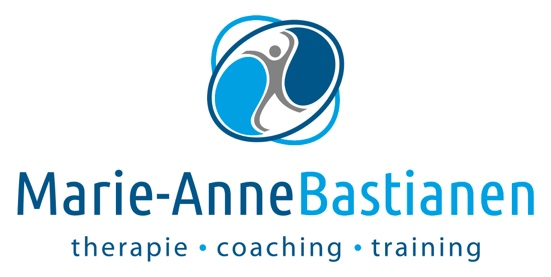 Marie-AnneBastianen
therapie • coaching • training